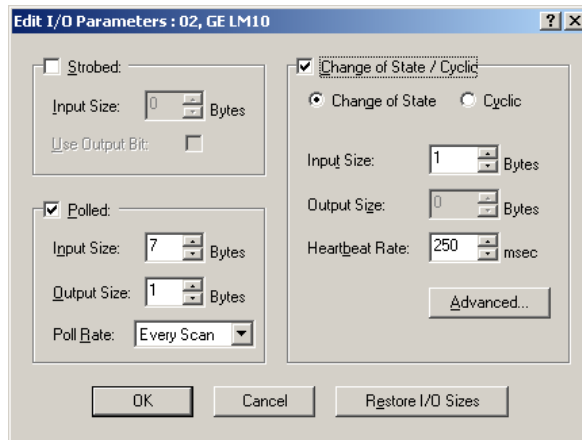 Edit I/O Parameters : 02, GE LM10
Strobed:
Input Size: 0 Bytes
Use Output Bit:
Polled:
Input Size: 7 Bytes
Output Size: 1 Bytes
Poll Rate: Every Scan
Change of State / Cyclic
Change of State Cyclic
Input Size: 1 Bytes
Output Size: 0 Bytes
Heartbeat Rate: 250 msec
Advanced...
OK Cancel Restore I/O Sizes